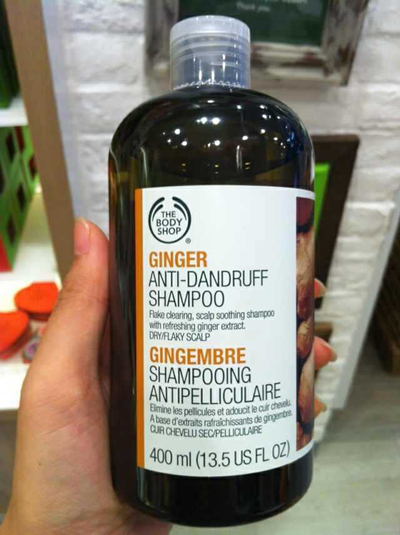 Thank you.
THE
BODY
SHOP
®
GINGER
ANTI-DANDRUFF
SHAMPOO
Flake clearing, scalp soothing shampoo
with refreshing ginger extract.
DRY/FLAKY SCALP
GINGEMBRE
SHAMPOOING
ANTIPELLICULAIRE
Elimine les pellicules et adoucit le cuir chevelu.
A base d'extraits rafraîchissants de gingembre.
CUIR CHEVELU SEC/PELLICULAIRE
400 ml (13.5 US FL OZ)